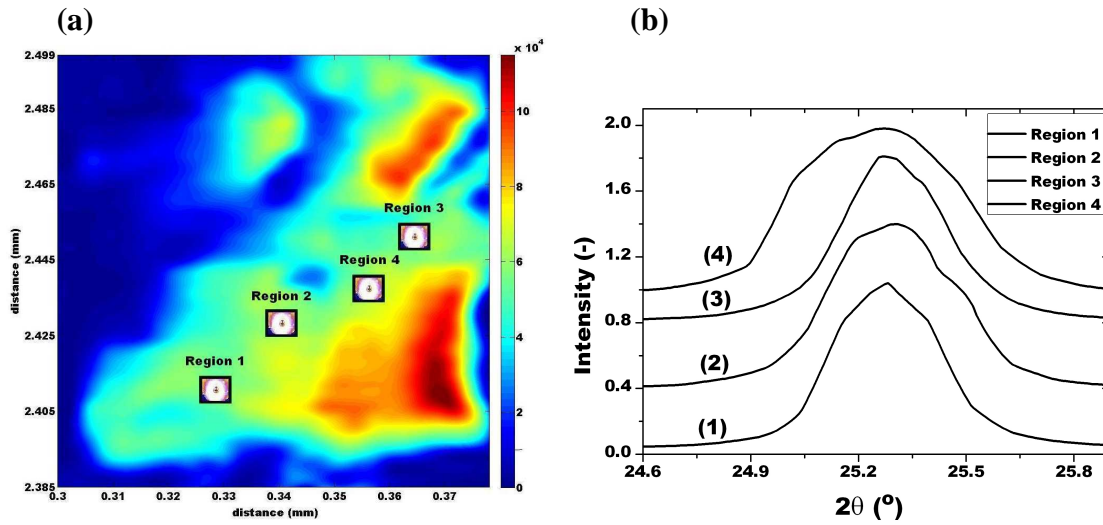 (a)
(b)
x 10⁴
2.499
2.485
2.465
2.445
2.425
2.405
2.385
distance (mm)
0.3
0.31
0.32
0.33
0.34
0.35
0.36
0.37
distance (mm)
10
8
6
4
2
0
Region 3
Region 4
Region 2
Region 1
2.0
1.6
1.2
0.8
0.4
0.0
Intensity (-)
24.6
24.9
25.2
25.5
25.8
2θ (º)
Region 1
Region 2
Region 3
Region 4
(4)
(3)
(2)
(1)